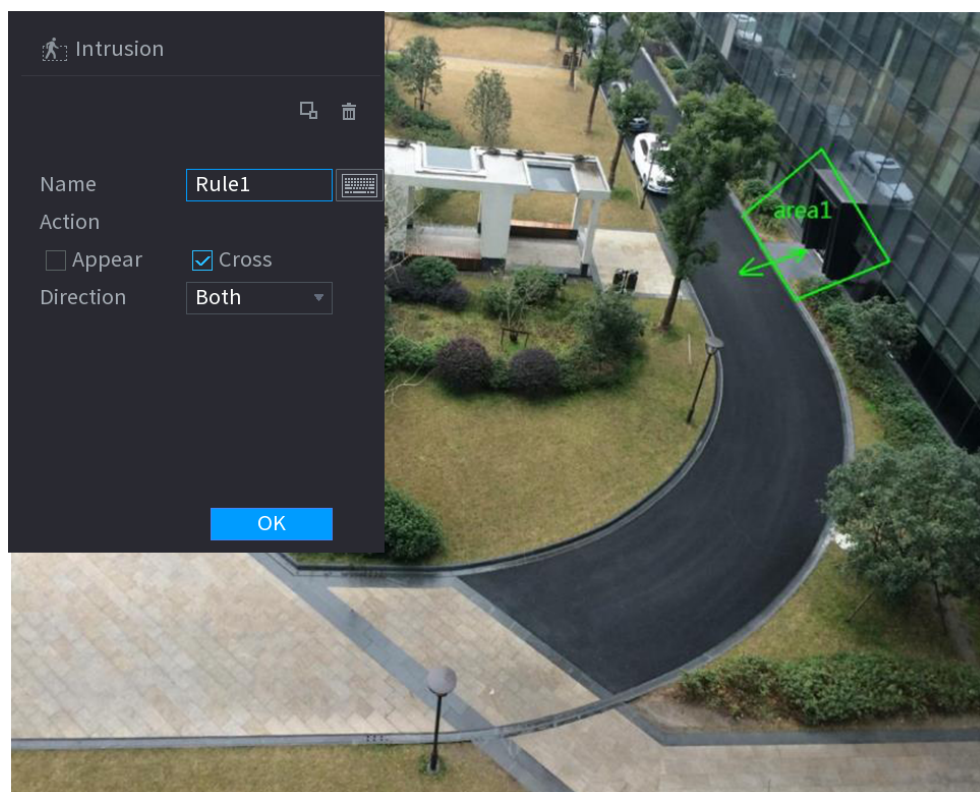 Intrusion
Name Rule1
Action
Appear Cross
Direction Both
OK
area1